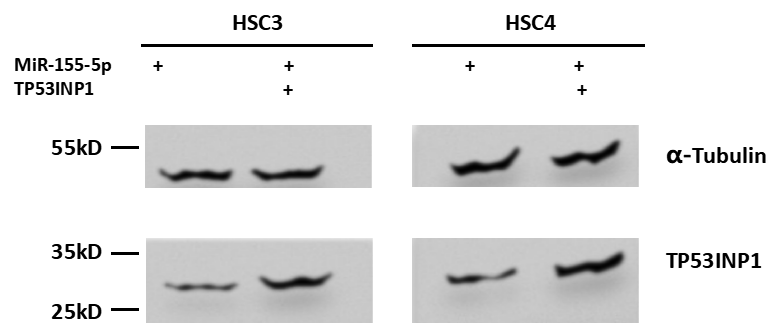 HSC3 HSC4
MiR-155-5p + + + +
TP53INP1 + +
55kD α-Tubulin
35kD TP53INP1
25kD